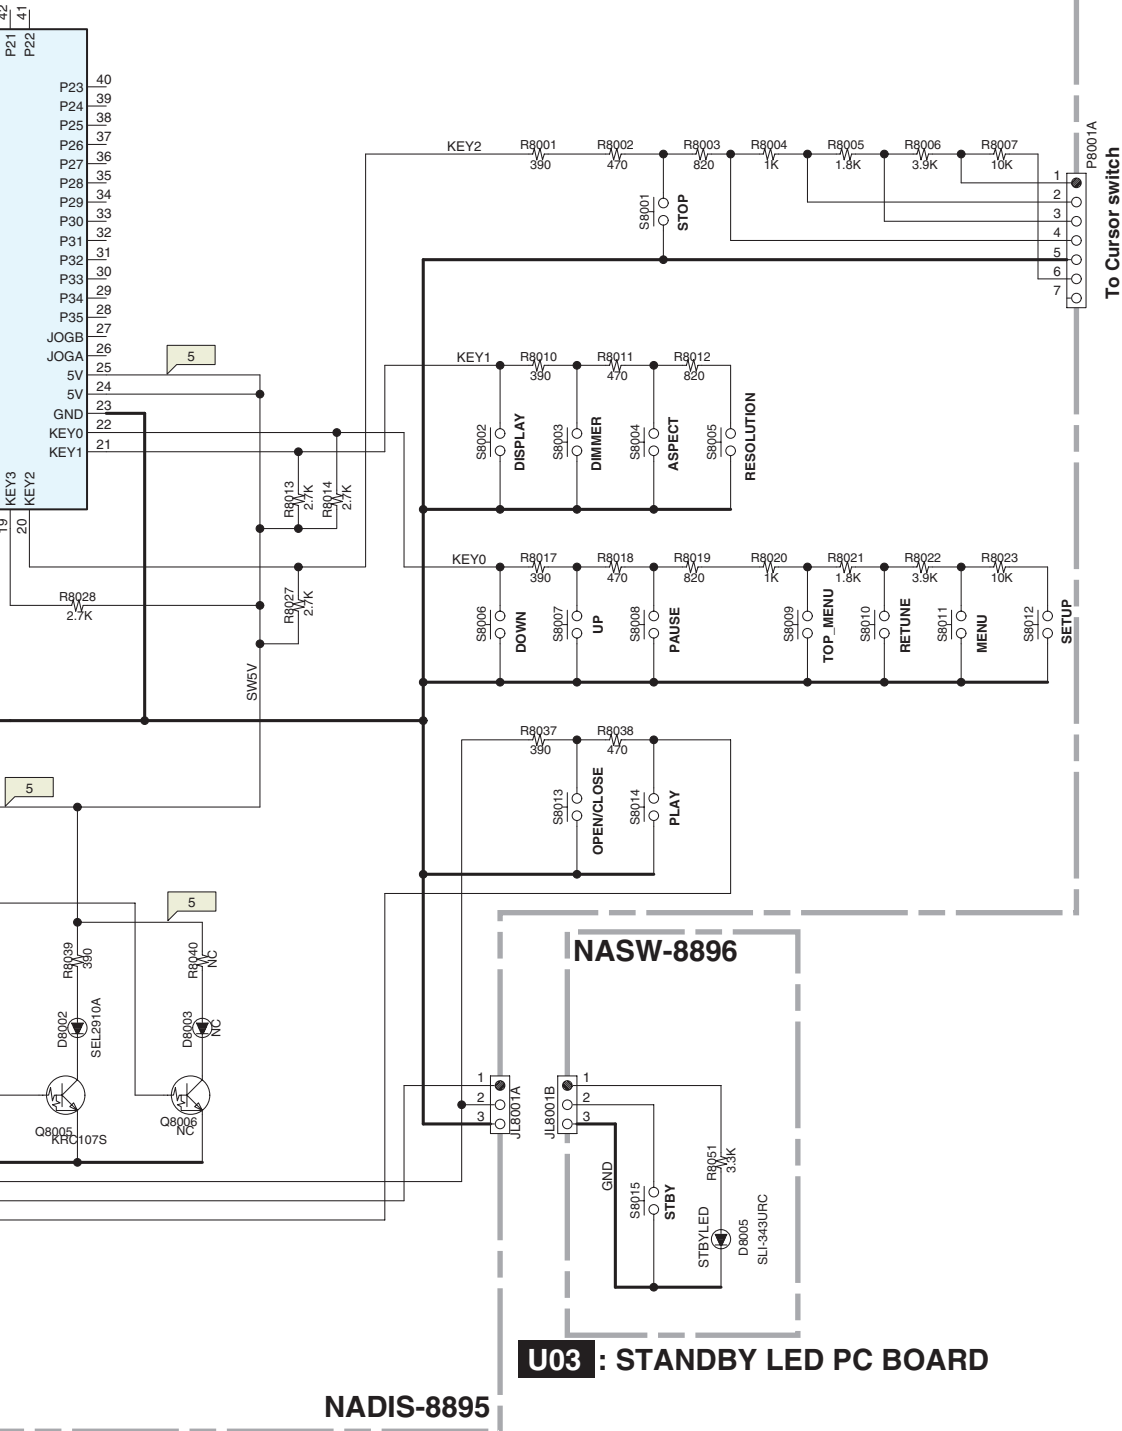 42
41
P21
P22
P23 40
P24 39
P25 38
P26 37
P27 36
P28 35
P29 34
P30 33
P31 32
P32 31
P33 30
P34 29
P35 28
JOGB 27
JOGA 26
5V 25
5V 24
GND 23
KEY0 22
KEY1 21
KEY3
KEY2
19
20
5
R8013
2.7K
R8014
2.7K
R8028
2.7K
R8027
2.7K
SW5V
KEY2
R8001
390
R8002
470
R8003
820
R8004
1K
R8005
1.8K
R8006
3.9K
R8007
10K
P8001A
1
2
3
4
5
6
7
To Cursor switch
S8001
STOP
KEY1
R8010
390
R8011
470
R8012
820
S8002
DISPLAY
S8003
DIMMER
S8004
ASPECT
S8005
RESOLUTION
KEY0
R8017
390
R8018
470
R8019
820
R8020
1K
R8021
1.8K
R8022
3.9K
R8023
10K
S8006
DOWN
S8007
UP
S8008
PAUSE
S8009
TOP_MENU
S8010
RETUNE
S8011
MENU
S8012
SETUP
R8037
390
R8038
470
S8013
OPEN/CLOSE
S8014
PLAY
5
5
R8039
390
R8040
NC
D8002
SEL2910A
D8003
NC
Q8005
KRC107S
Q8006
NC
NASW-8896
1
2
3
JL8001A
JL8001B
1
2
3
GND
S8015
STBY
R8051
3.3K
STBYLED
D8005
SLI-343URC
U03 : STANDBY LED PC BOARD
NADIS-8895